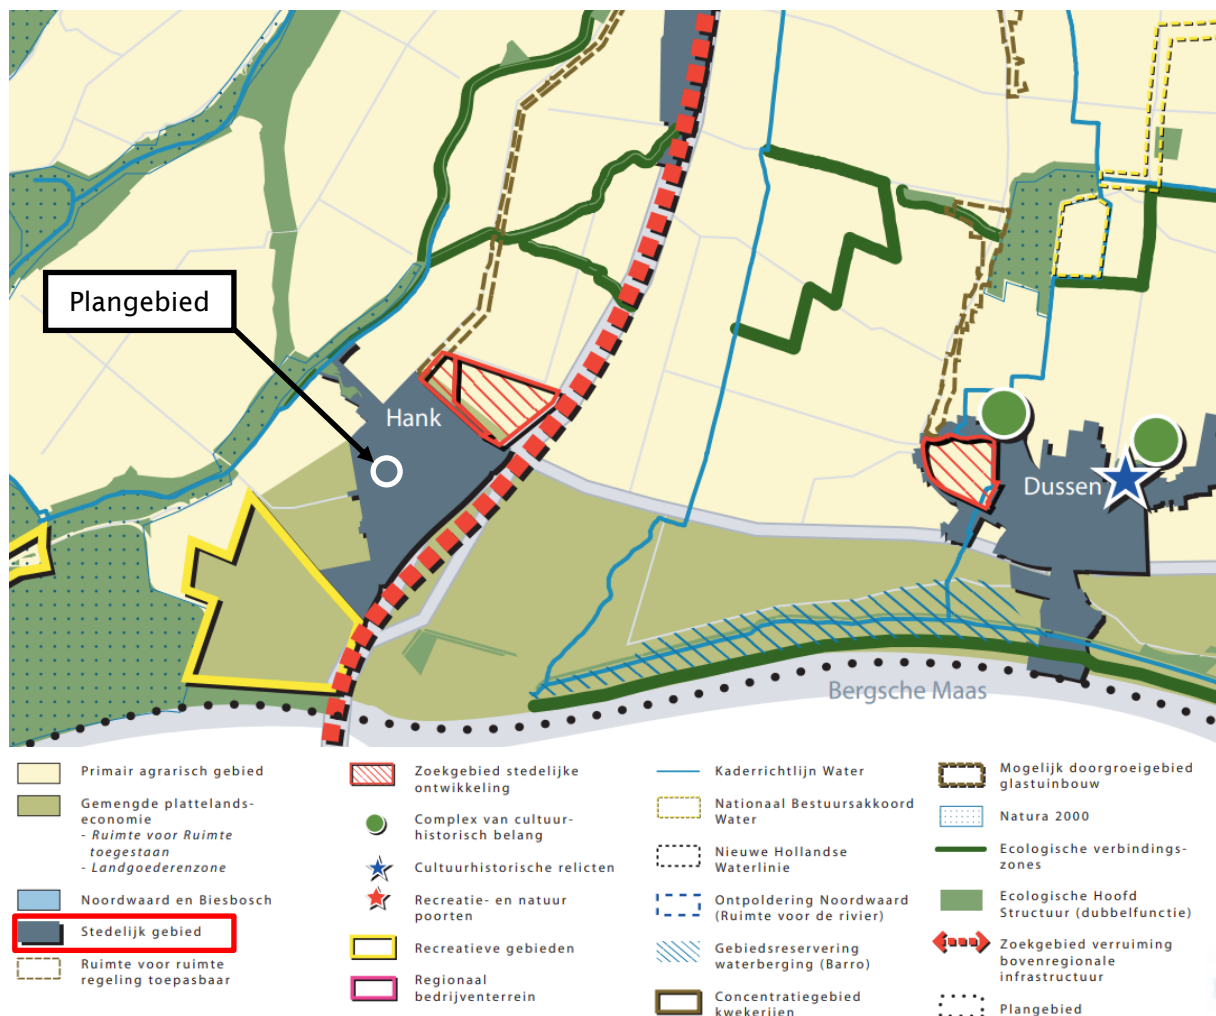 Plangebied
Hank
Dussen
Bergsche Maas
Primair agrarisch gebied
Gemengde plattelands-
economie
- Ruimte voor Ruimte
toegestaan
- Landgoederenzone
Noordwaard en Biesbosch
Stedelijk gebied
Ruimte voor ruimte
regeling toepasbaar
Zoekgebied stedelijke
ontwikkeling
Complex van cultuur-
historisch belang
Cultuurhistorische relicten
Recreatie- en natuur
poorten
Recreatieve gebieden
Regionaal
bedrijventerrein
Kaderrichtlijn Water
Nationaal Bestuursakkoord
Water
Nieuwe Hollandse
Waterlinie
Ontpoldering Noordwaard
(Ruimte voor de rivier)
Gebiedsreservering
waterberging (Barro)
Concentratiegebied
kwekerijen
Mogelijk doorgroeigebied
glastuinbouw
Natura 2000
Ecologische verbindings-
zones
Ecologische Hoofd
Structuur (dubbelfunctie)
Zoekgebied verruiming
bovenregionale
infrastructuur
Plangebied